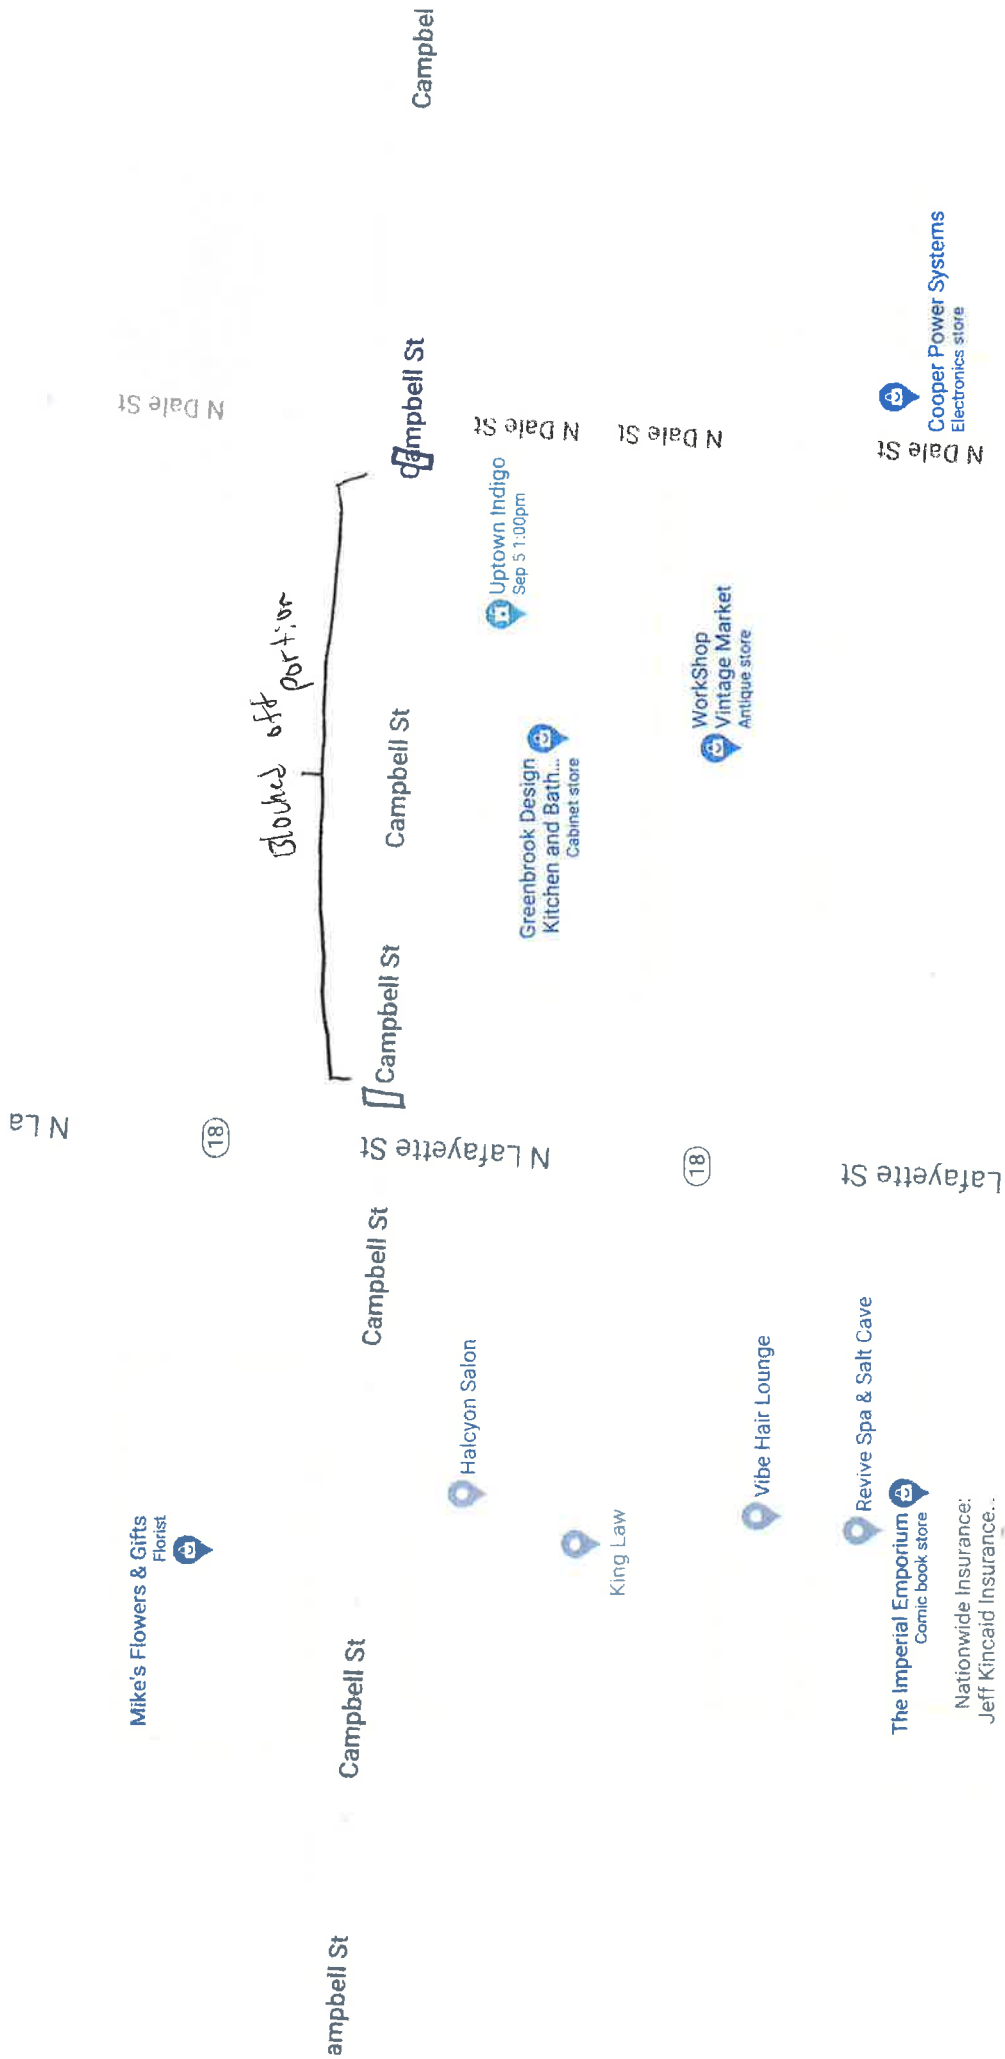 Mike's Flowers & Gifts
Florist
N La
18
N Dale St
Blocked off
portion
ampbell St
Campbell St
Campbell St
N Lafayette St
Campbell St
Campbell St
Campbell St
Campbel
Halcyon Salon
Uptown Indigo
Sep 5 1:00pm
N Dale St
Greenbrook Design
Kitchen and Bath...
Cabinet store
King Law
18
WorkShop
Vintage Market
Antique store
N Dale St
Vibe Hair Lounge
Revive Spa & Salt Cave
Lafayette St
N Dale St
The Imperial Emporium
Comic book store
Cooper Power Systems
Electronics store
Nationwide Insurance:
Jeff Kincaid Insurance...